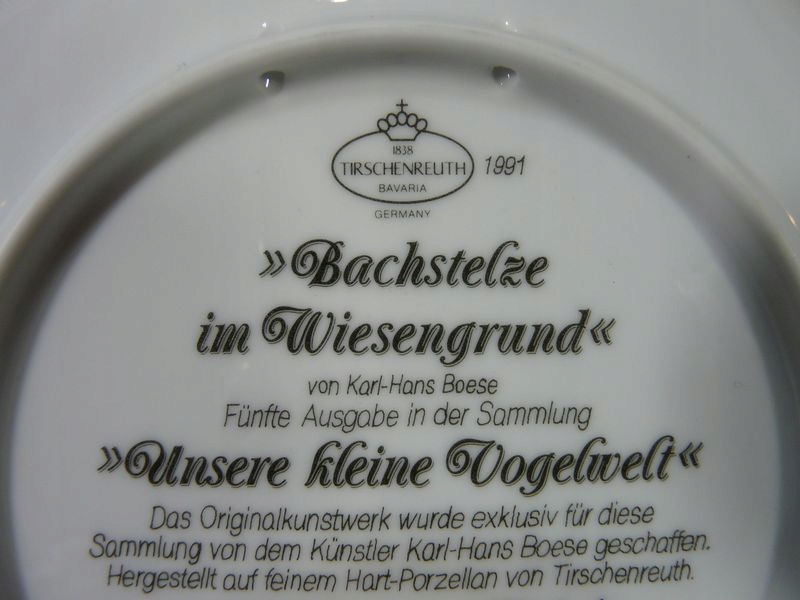 1838
TIRSCHENREUTH 1991
BAVARIA
GERMANY
»Bachstelze
im Wiesengrund«
von Karl-Hans Boese
Fünfte Ausgabe in der Sammlung
»Unsere kleine Vogelwelt«
Das Originalkunstwerk wurde exklusiv für diese
Sammlung von dem Künstler Karl-Hans Boese geschaffen.
Hergestellt auf feinem Hart-Porzellan von Tirschenreuth.